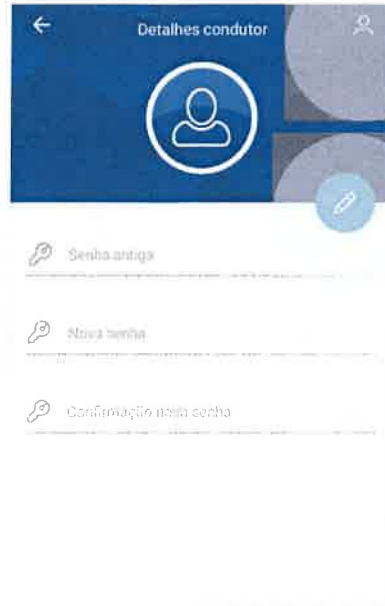 Detalhes condutor
Senha antiga
Nova senha
Confirmação nova senha